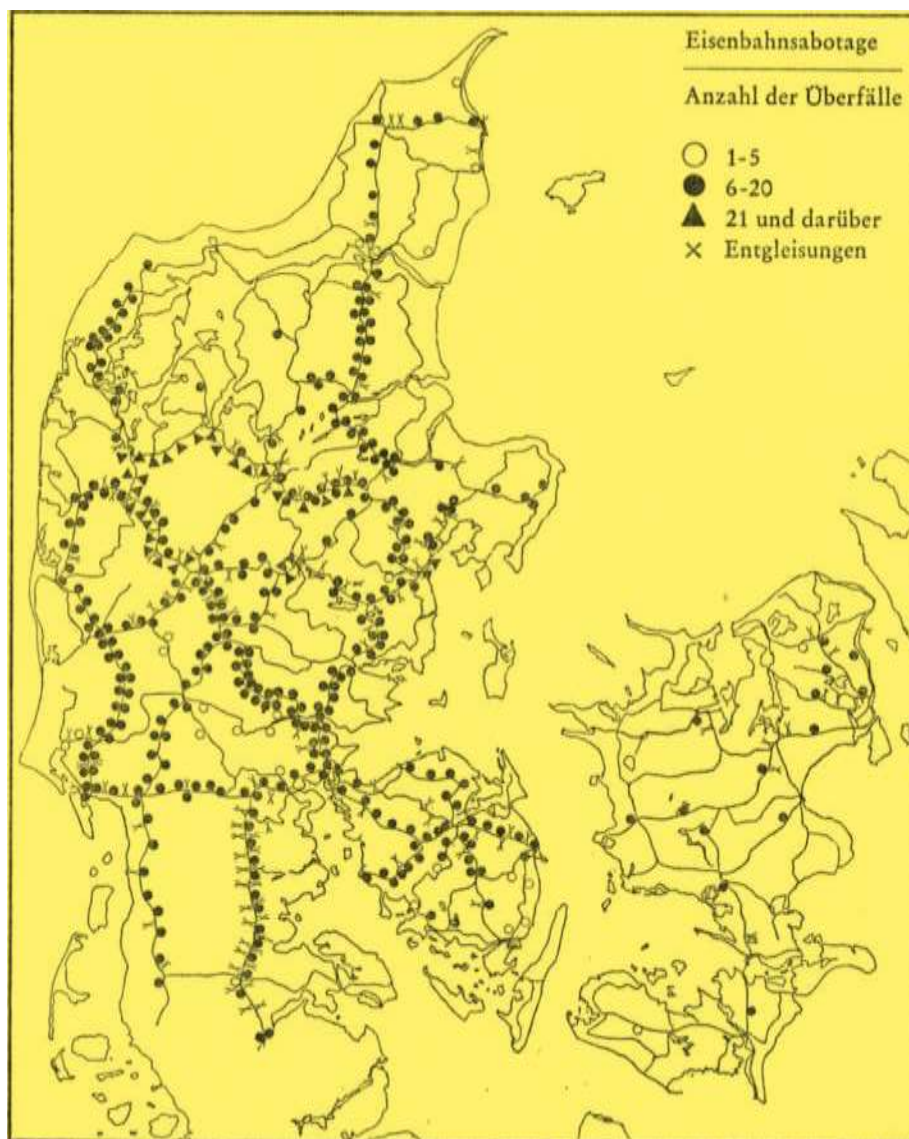 Eisenbahnsabotage
Anzahl der Überfälle
1-5
6-20
21 und darüber
Entgleisungen